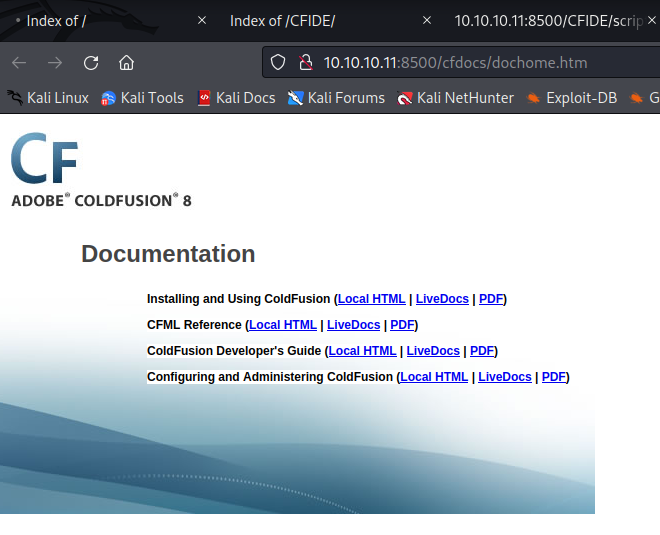 Index of /
Index of /CFIDE/
10.10.10.11:8500/CFIDE/scrip
10.10.10.11:8500/cfdocs/dochome.htm
Kali Linux
Kali Tools
Kali Docs
Kali Forums
Kali NetHunter
Exploit-DB
G
CF
ADOBE® COLDFUSION® 8
Documentation
Installing and Using ColdFusion (Local HTML | LiveDocs | PDF)
CFML Reference (Local HTML | LiveDocs | PDF)
ColdFusion Developer's Guide (Local HTML | LiveDocs | PDF)
Configuring and Administering ColdFusion (Local HTML | LiveDocs | PDF)